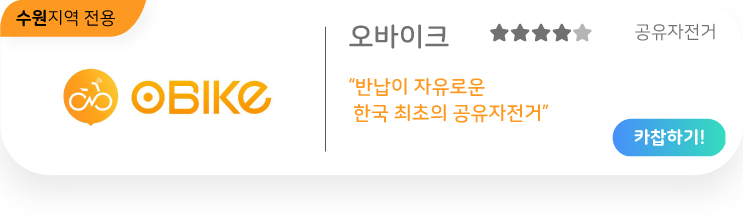 수원지역 전용
오바이크
공유자전거
OBIKE
“반납이 자유로운
한국 최초의 공유자전거”
카찹하기!